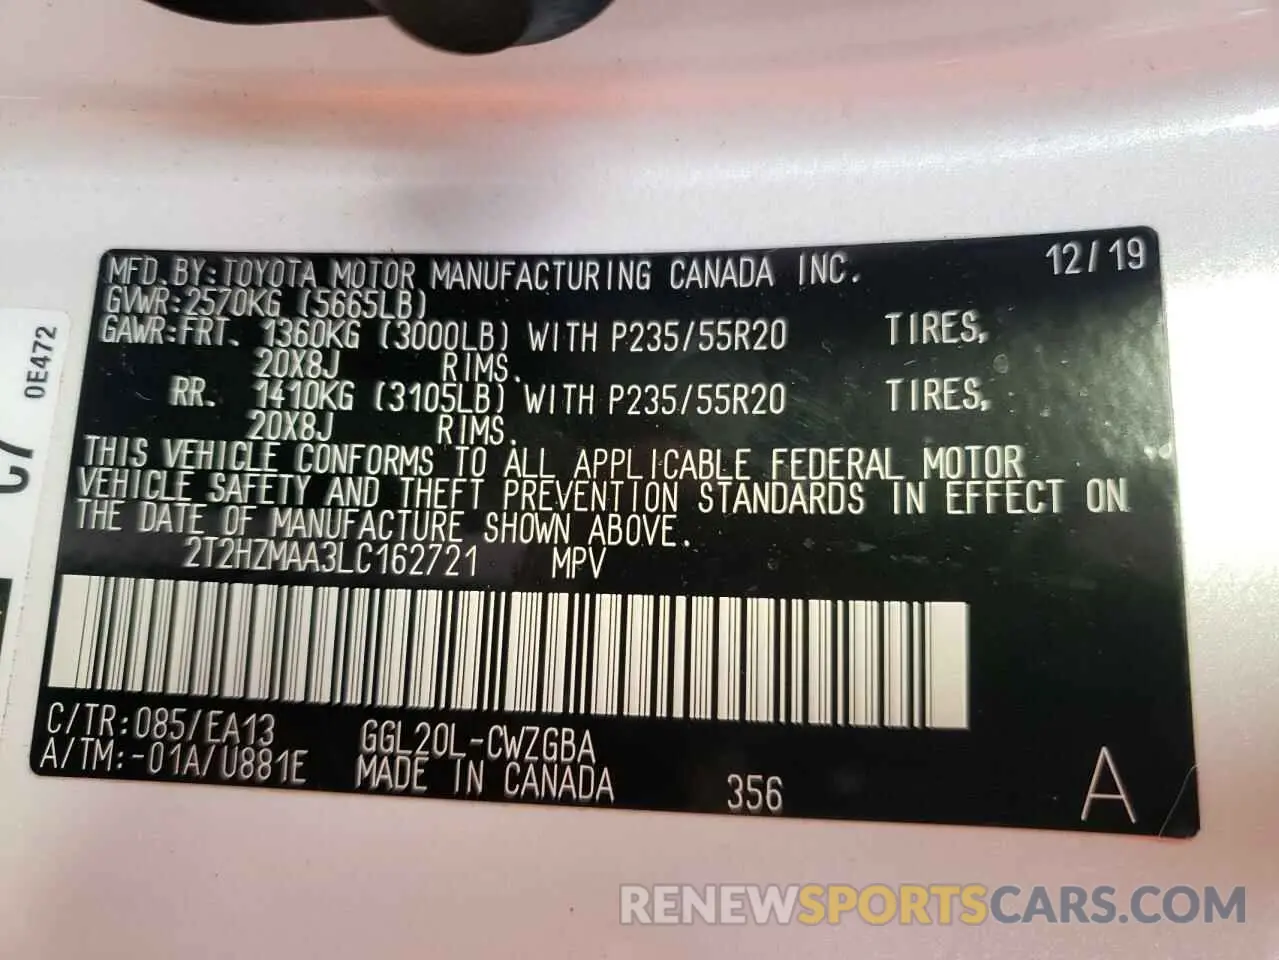 MFD.BY:TOYOTA MOTOR MANUFACTURING CANADA INC. 12/19
GVWR:2570KG (5665LB)
GAWR:FRT. 1360KG (3000LB) WITH P235/55R20 TIRES,
20X8J RIMS.
RR. 1410KG (3105LB) WITH P235/55R20 TIRES,
20X8J RIMS.
THIS VEHICLE CONFORMS TO ALL APPLICABLE FEDERAL MOTOR
VEHICLE SAFETY AND THEFT PREVENTION STANDARDS IN EFFECT ON
THE DATE OF MANUFACTURE SHOWN ABOVE.
2T2HZMAA3LC162721 MPV
C/TR:085/EA13 GGL20L-CWZGBA
A/TM:-01A/U881E MADE IN CANADA 356 A
0E472
C7
RENEWSPORTSCARS.COM